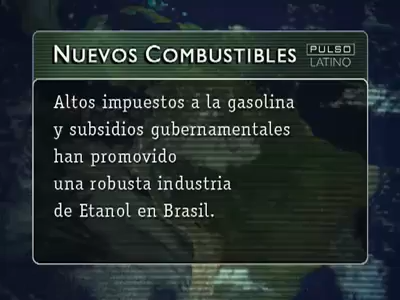 NUEVOS COMBUSTIBLES
PULSO
LATINO
Altos impuestos a la gasolina
y subsidios gubernamentales
han promovido
una robusta industria
de Etanol en Brasil.